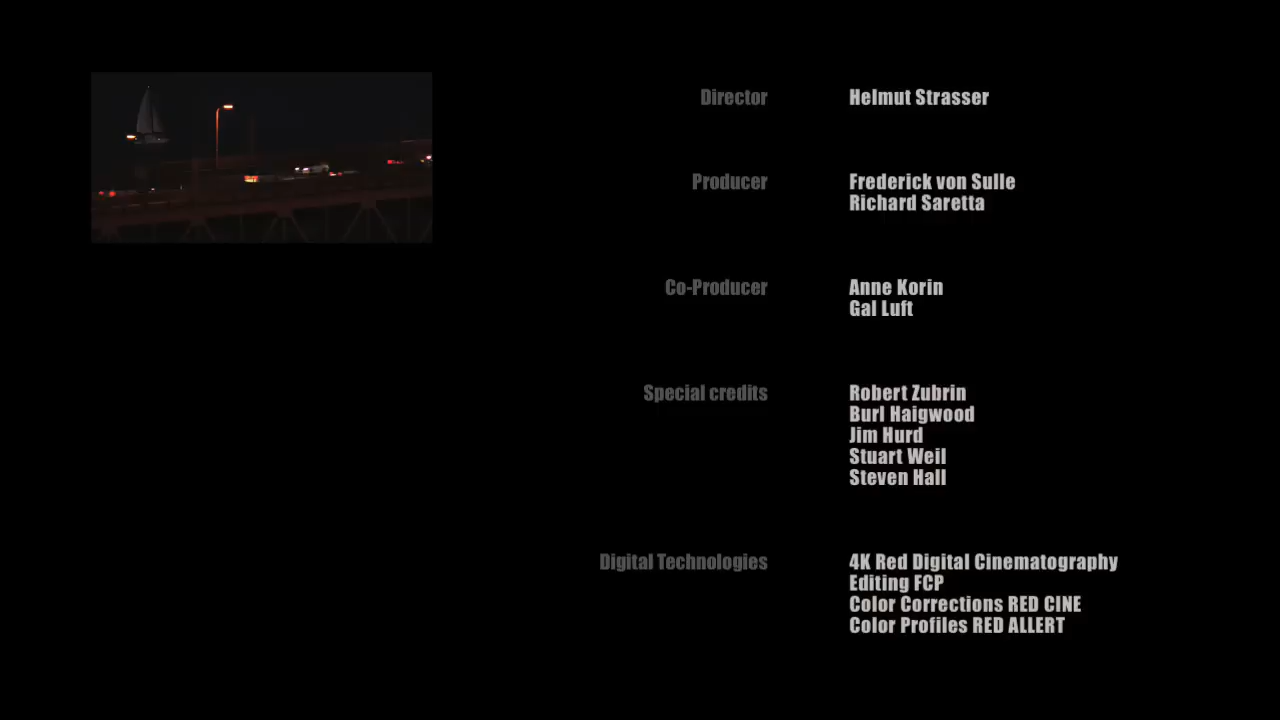 Director Helmut Strasser
Producer Frederick von Sulle
Richard Saretta
Co-Producer Anne Korin
Gal Luft
Special credits Robert Zubrin
Burl Haigwood
Jim Hurd
Stuart Weil
Steven Hall
Digital Technologies 4K Red Digital Cinematography
Editing FCP
Color Corrections RED CINE
Color Profiles RED ALLERT